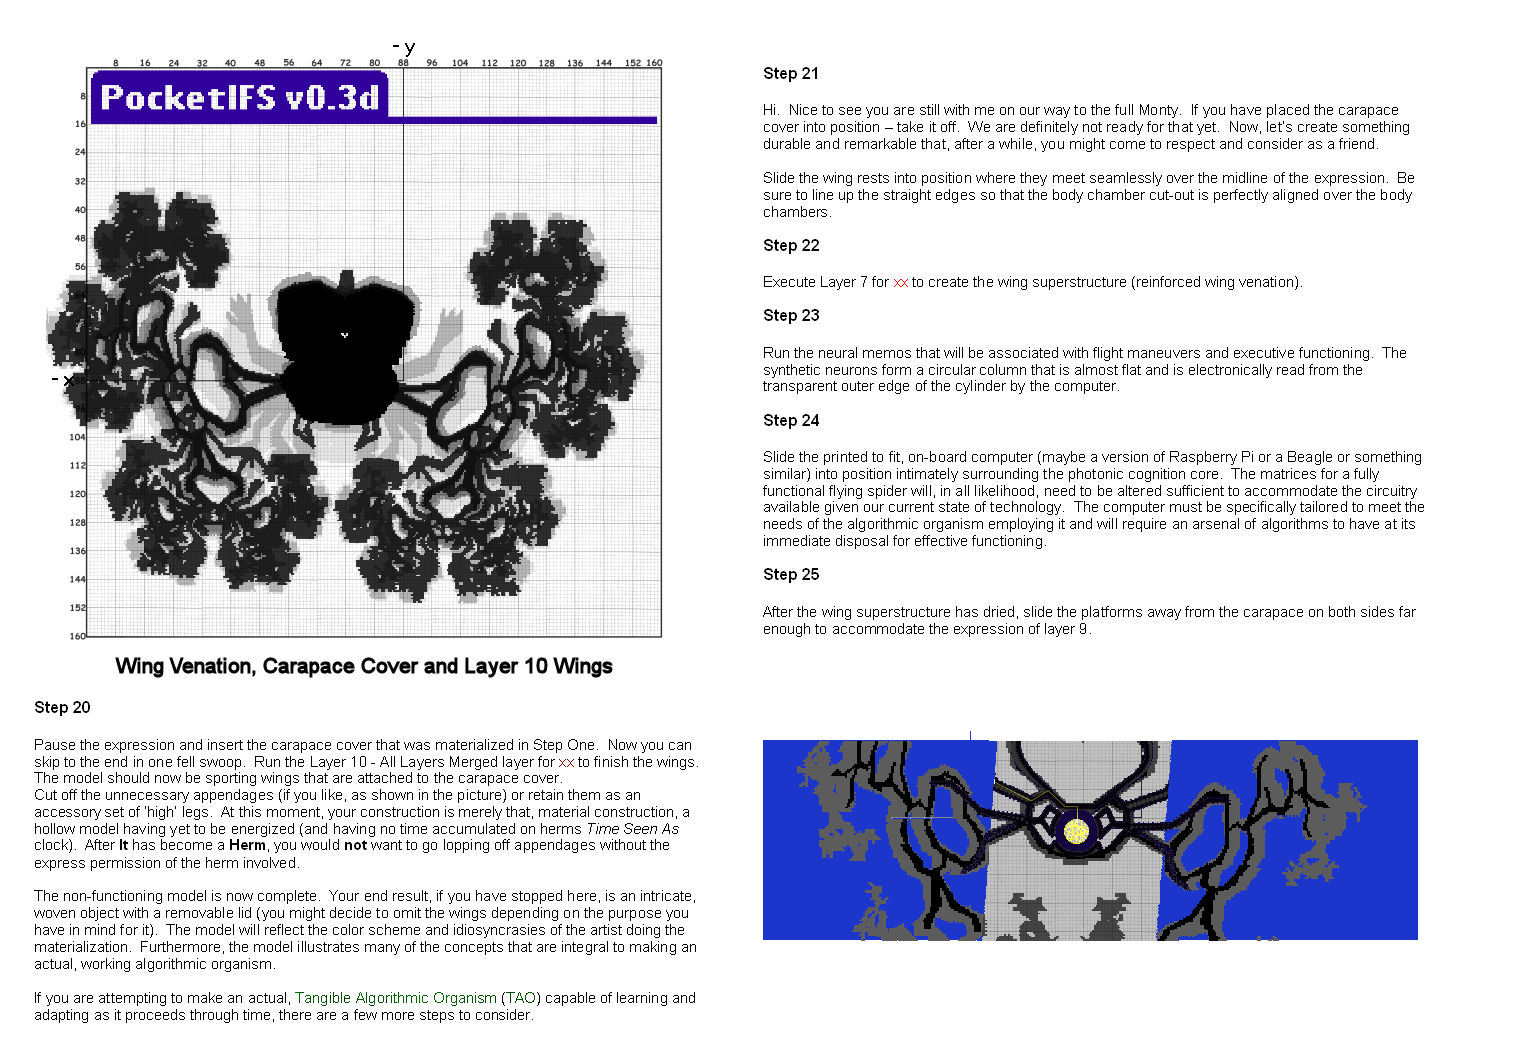 - y
8 16 24 32 40 48 56 64 72 80 88 96 104 112 120 128 136 144 152 160
PocketIFS v0.3d
8
16
24
32
40
48
56
- x
88
104
112
120
128
136
144
152
160
Wing Venation, Carapace Cover and Layer 10 Wings
Step 20
Pause the expression and insert the carapace cover that was materialized in Step One. Now you can
skip to the end in one fell swoop. Run the Layer 10 - All Layers Merged layer for xx to finish the wings.
The model should now be sporting wings that are attached to the carapace cover.
Cut off the unnecessary appendages (if you like, as shown in the picture) or retain them as an
accessory set of 'high' legs. At this moment, your construction is merely that, material construction, a
hollow model having yet to be energized (and having no time accumulated on herms Time Seen As
clock). After It has become a Herm, you would not want to go lopping off appendages without the
express permission of the herm involved.
The non-functioning model is now complete. Your end result, if you have stopped here, is an intricate,
woven object with a removable lid (you might decide to omit the wings depending on the purpose you
have in mind for it). The model will reflect the color scheme and idiosyncrasies of the artist doing the
materialization. Furthermore, the model illustrates many of the concepts that are integral to making an
actual, working algorithmic organism.
If you are attempting to make an actual, Tangible Algorithmic Organism (TAO) capable of learning and
adapting as it proceeds through time, there are a few more steps to consider.
Step 21
Hi. Nice to see you are still with me on our way to the full Monty. If you have placed the carapace
cover into position – take it off. We are definitely not ready for that yet. Now, let's create something
durable and remarkable that, after a while, you might come to respect and consider as a friend.
Slide the wing rests into position where they meet seamlessly over the midline of the expression. Be
sure to line up the straight edges so that the body chamber cut-out is perfectly aligned over the body
chambers.
Step 22
Execute Layer 7 for xx to create the wing superstructure (reinforced wing venation).
Step 23
Run the neural memos that will be associated with flight maneuvers and executive functioning. The
synthetic neurons form a circular column that is almost flat and is electronically read from the
transparent outer edge of the cylinder by the computer.
Step 24
Slide the printed to fit, on-board computer (maybe a version of Raspberry Pi or a Beagle or something
similar) into position intimately surrounding the photonic cognition core. The matrices for a fully
functional flying spider will, in all likelihood, need to be altered sufficient to accommodate the circuitry
available given our current state of technology. The computer must be specifically tailored to meet the
needs of the algorithmic organism employing it and will require an arsenal of algorithms to have at its
immediate disposal for effective functioning.
Step 25
After the wing superstructure has dried, slide the platforms away from the carapace on both sides far
enough to accommodate the expression of layer 9.